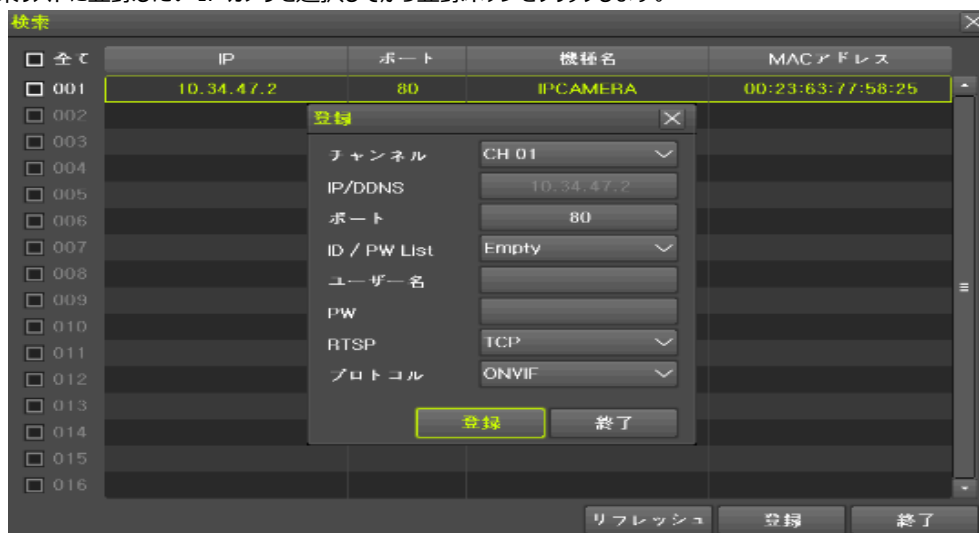 検索
全て IP ポート 機種名 MACアドレス
001 10.34.47.2 80 IPCAMERA 00:23:63:77:58:25
002
003
004
005
006
007
008
009
010
011
012
013
014
015
016
登録
チャンネル CH 01
IP/DDNS 10.34.47.2
ポート 80
ID / PW List Empty
ユーザー名
PW
RTSP TCP
プロトコル ONVIF
登録 終了
リフレッシュ 登録 終了